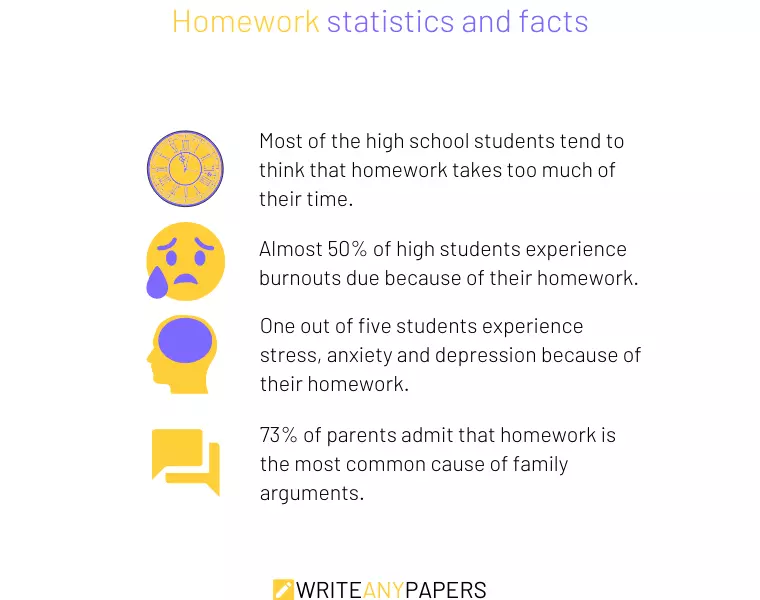 Homework statistics and facts
Most of the high school students tend to
think that homework takes too much of
their time.
Almost 50% of high students experience
burnouts due because of their homework.
One out of five students experience
stress, anxiety and depression because of
their homework.
73% of parents admit that homework is
the most common cause of family
arguments.
WRITEANYPAPERS